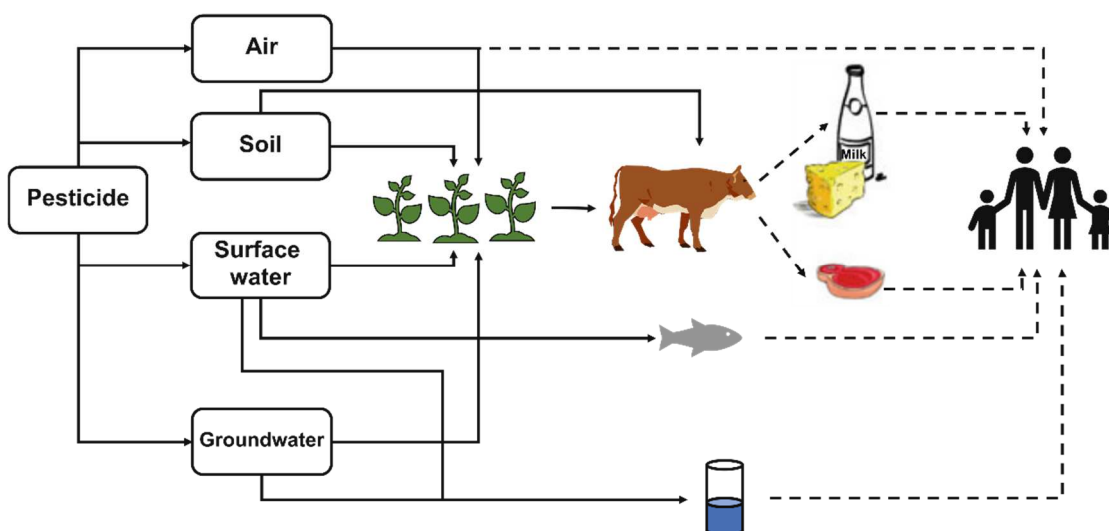 Air
Soil
Pesticide
Milk
Surface
water
Groundwater